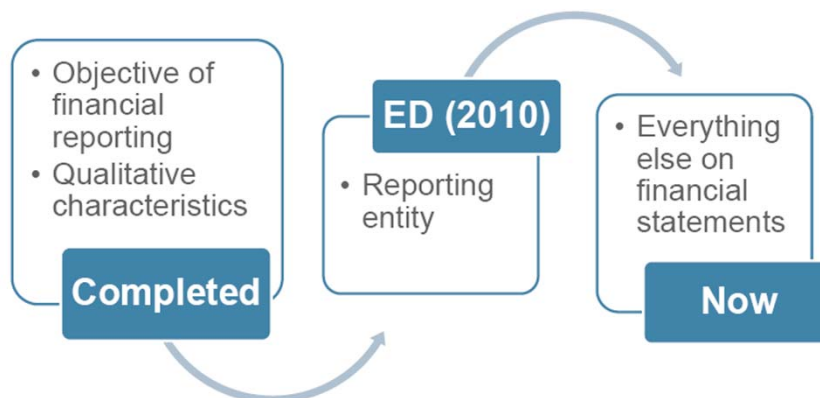 • Objective of
financial
reporting
• Qualitative
characteristics
Completed
ED (2010)
• Reporting
entity
• Everything
else on
financial
statements
Now